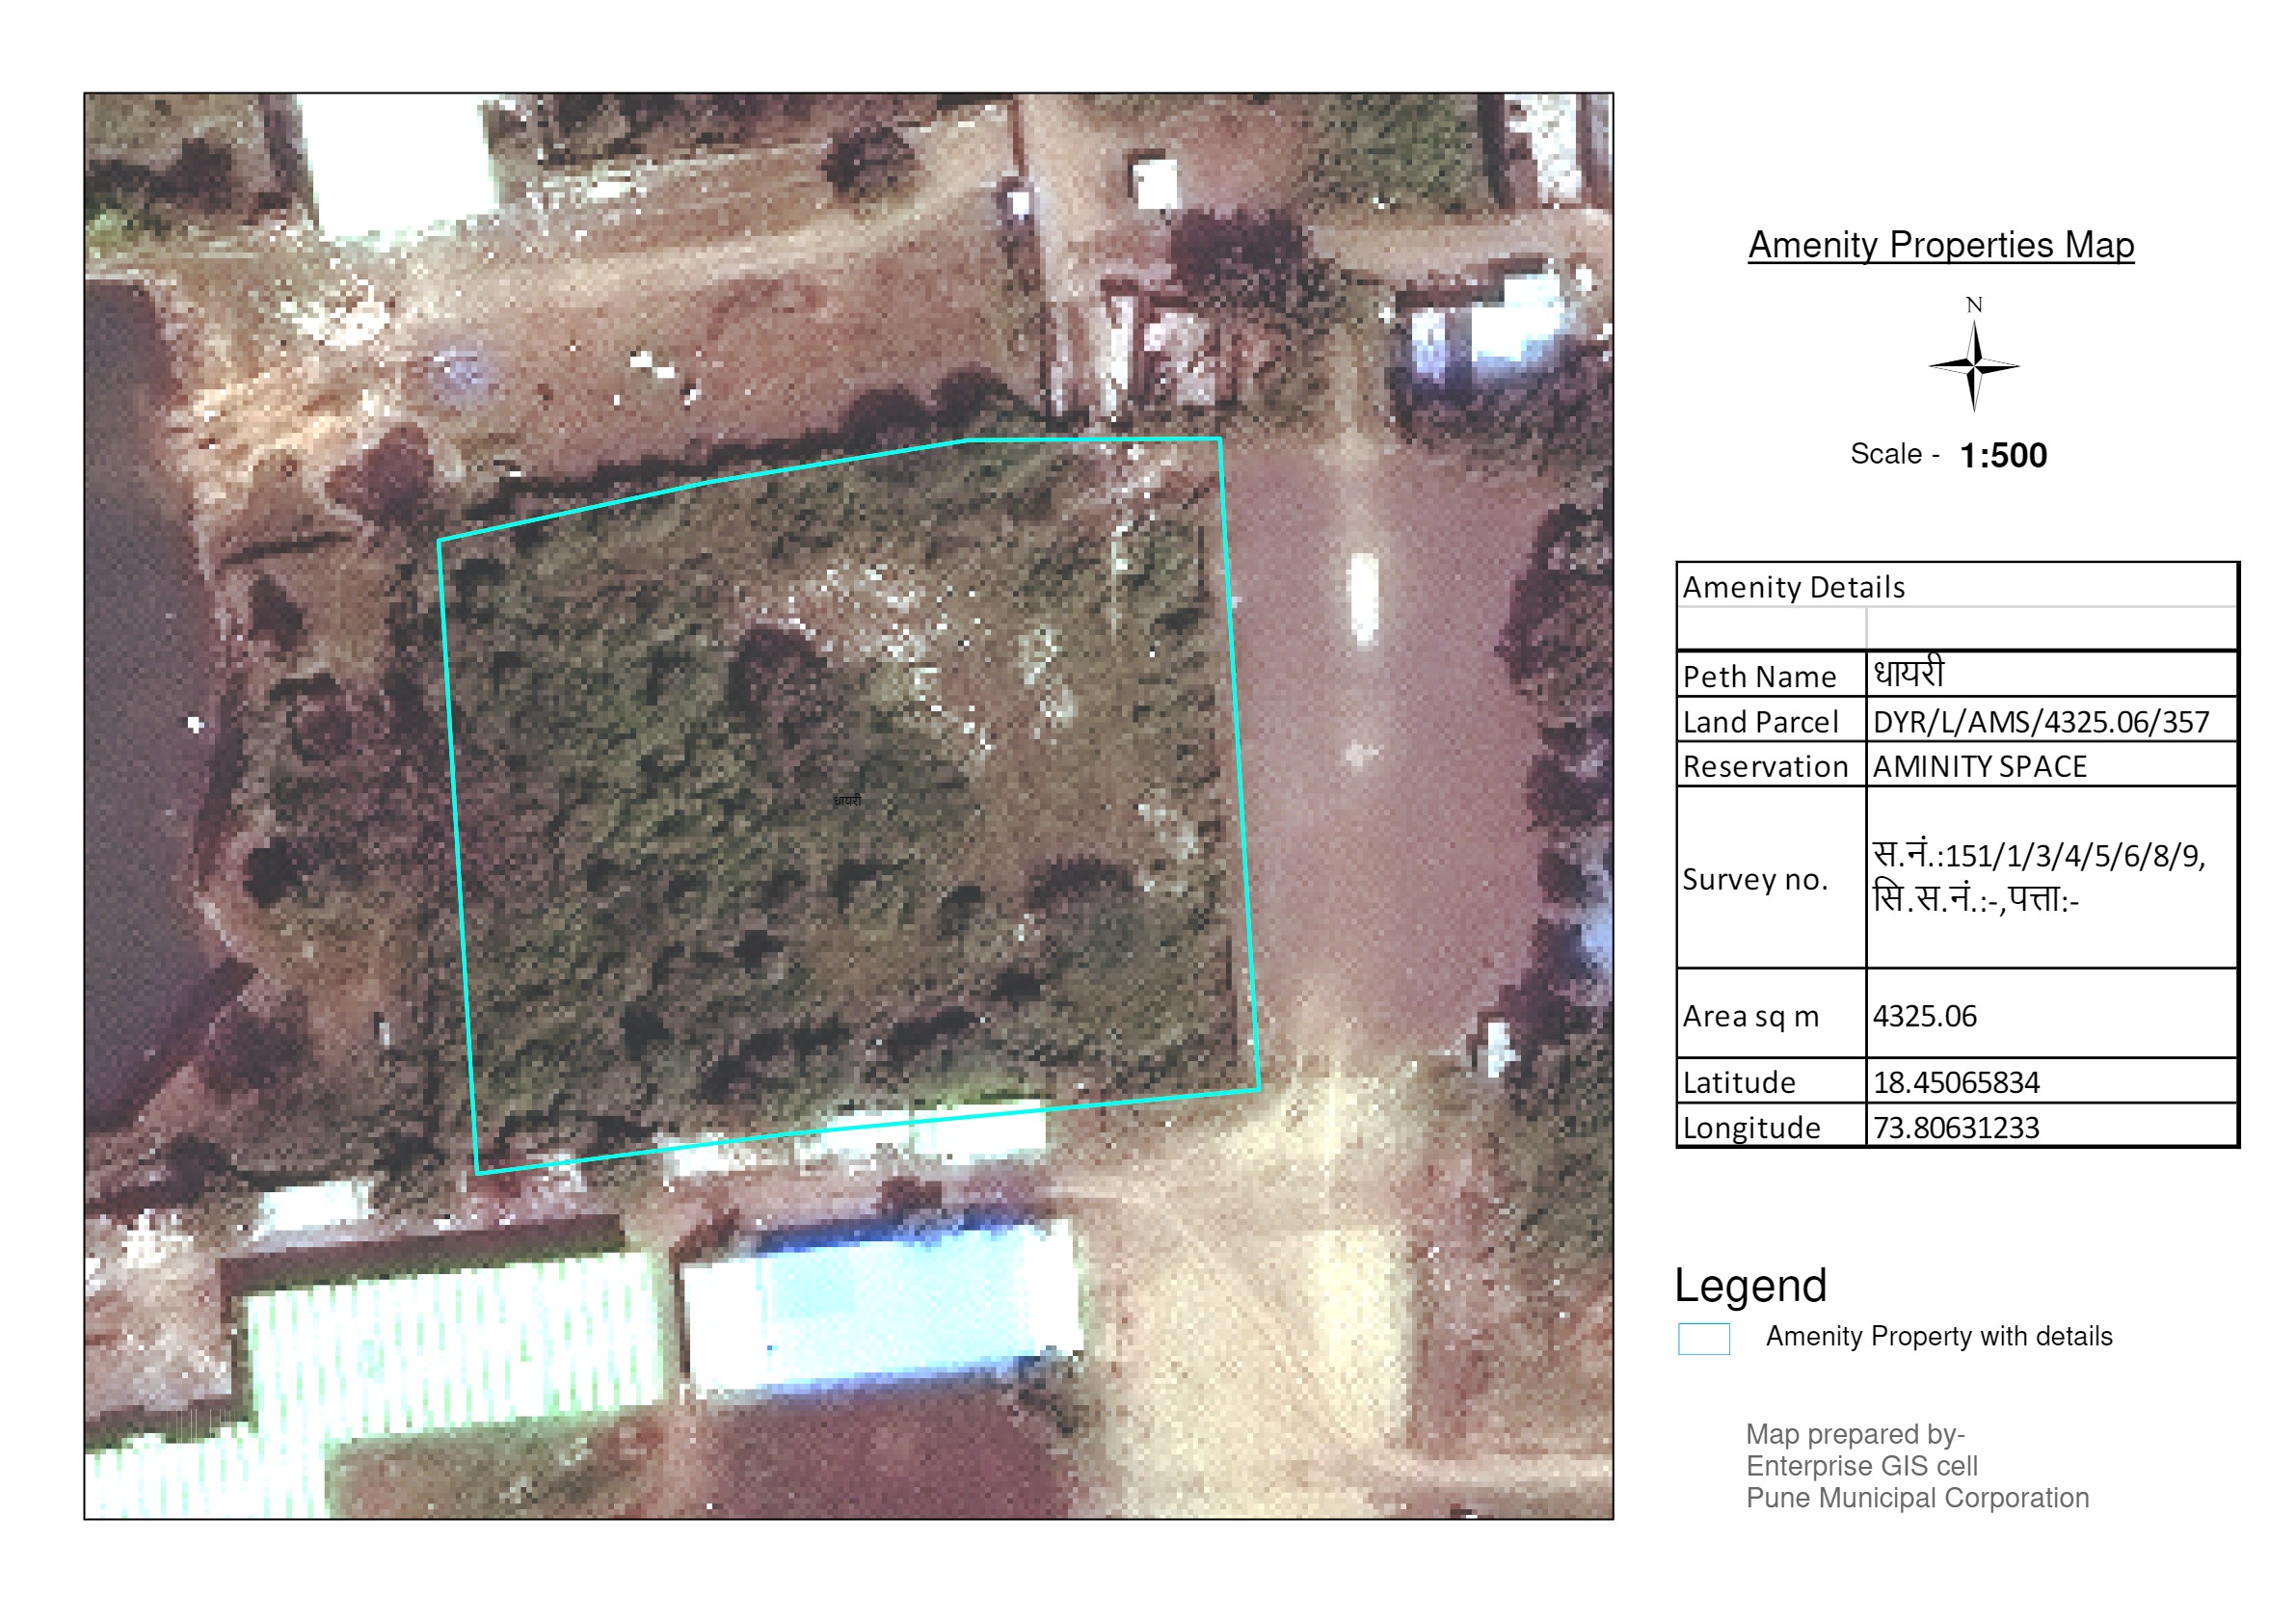 Amenity Properties Map
N
Scale - 1:500
Amenity Details
Peth Name धायरी
Land Parcel DYR/L/AMS/4325.06/357
Reservation AMINITY SPACE
Survey no. स.नं.:151/1/3/4/5/6/8/9,
सि.स.नं.:-,पत्ता:-
Area sq m 4325.06
Latitude 18.45065834
Longitude 73.80631233
धायरी
Legend
Amenity Property with details
Map prepared by-
Enterprise GIS cell
Pune Municipal Corporation